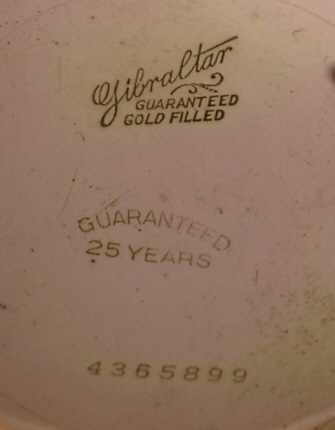 Gibraltar
GUARANTEED
GOLD FILLED
GUARANTEED
25 YEARS
4365899